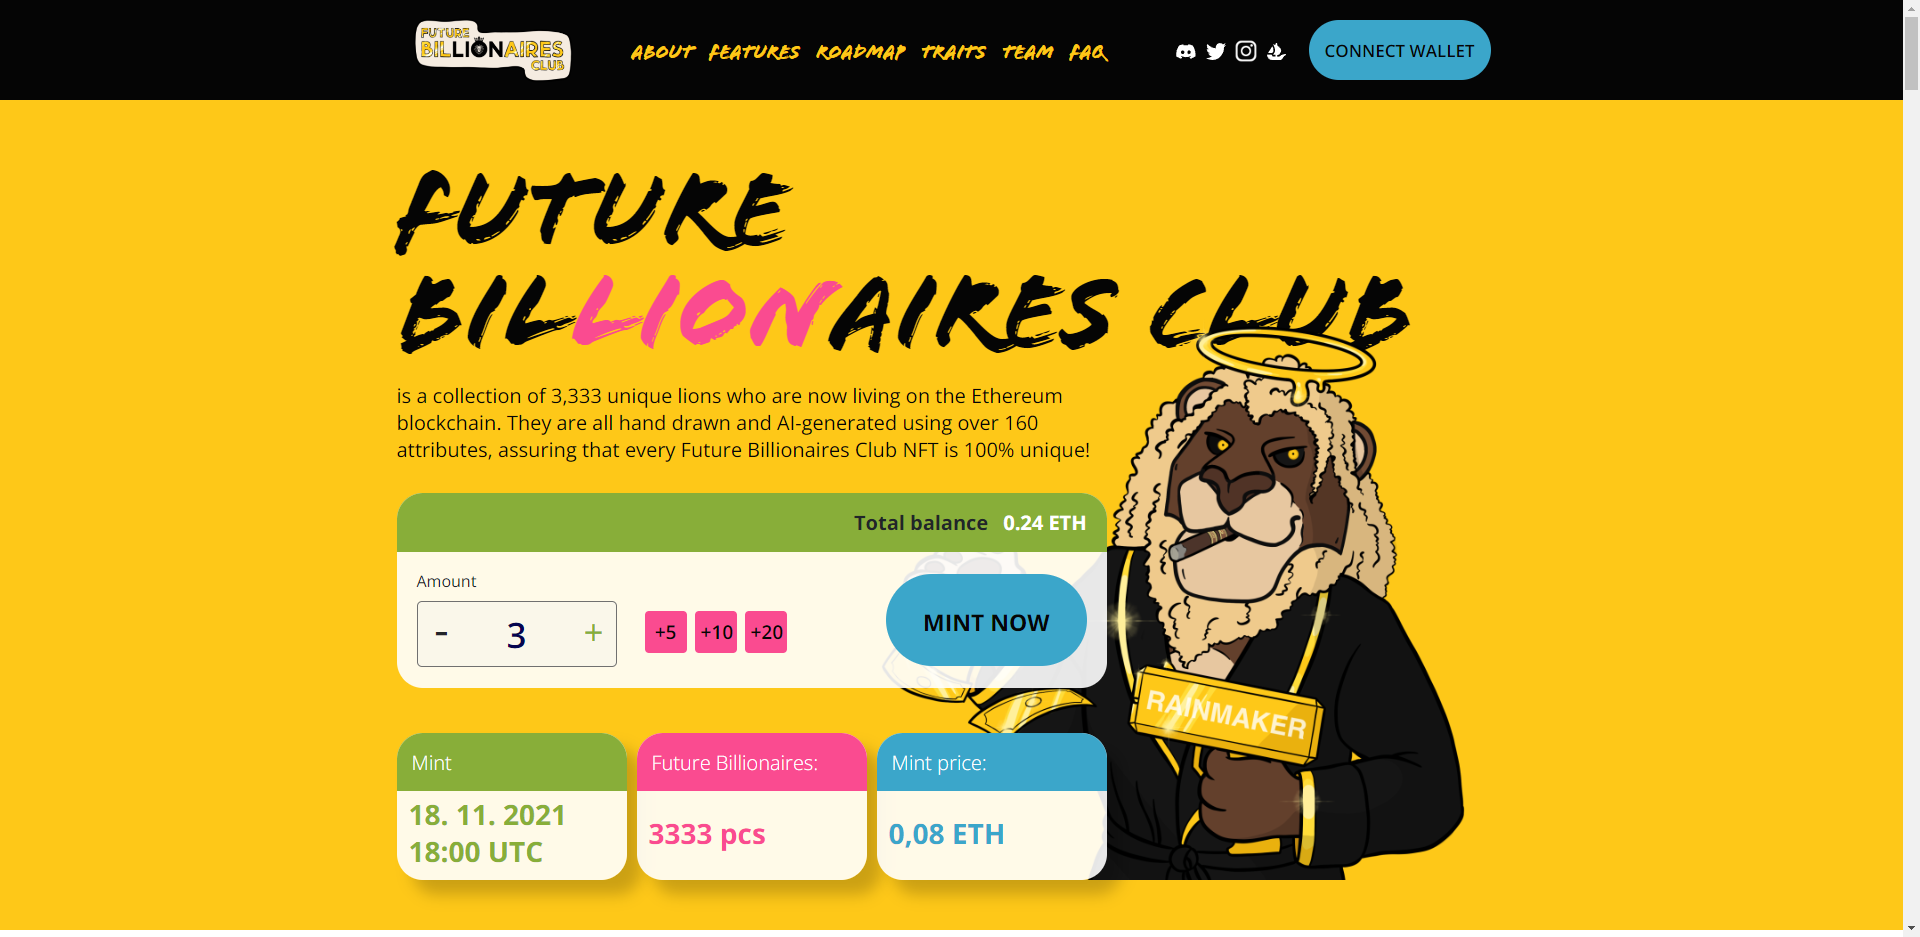 FUTURE
BILLIONAIRES
CLUB
ABOUT FEATURES ROADMAP TRAITS TEAM FAQ
CONNECT WALLET
FUTURE
BILLIONAIRES CLUB
is a collection of 3,333 unique lions who are now living on the Ethereum
blockchain. They are all hand drawn and AI-generated using over 160
attributes, assuring that every Future Billionaires Club NFT is 100% unique!
Total balance 0.24 ETH
Amount
- 3 +
+5 +10 +20
MINT NOW
RAINMAKER
Mint
18. 11. 2021
18:00 UTC
Future Billionaires:
3333 pcs
Mint price:
0,08 ETH